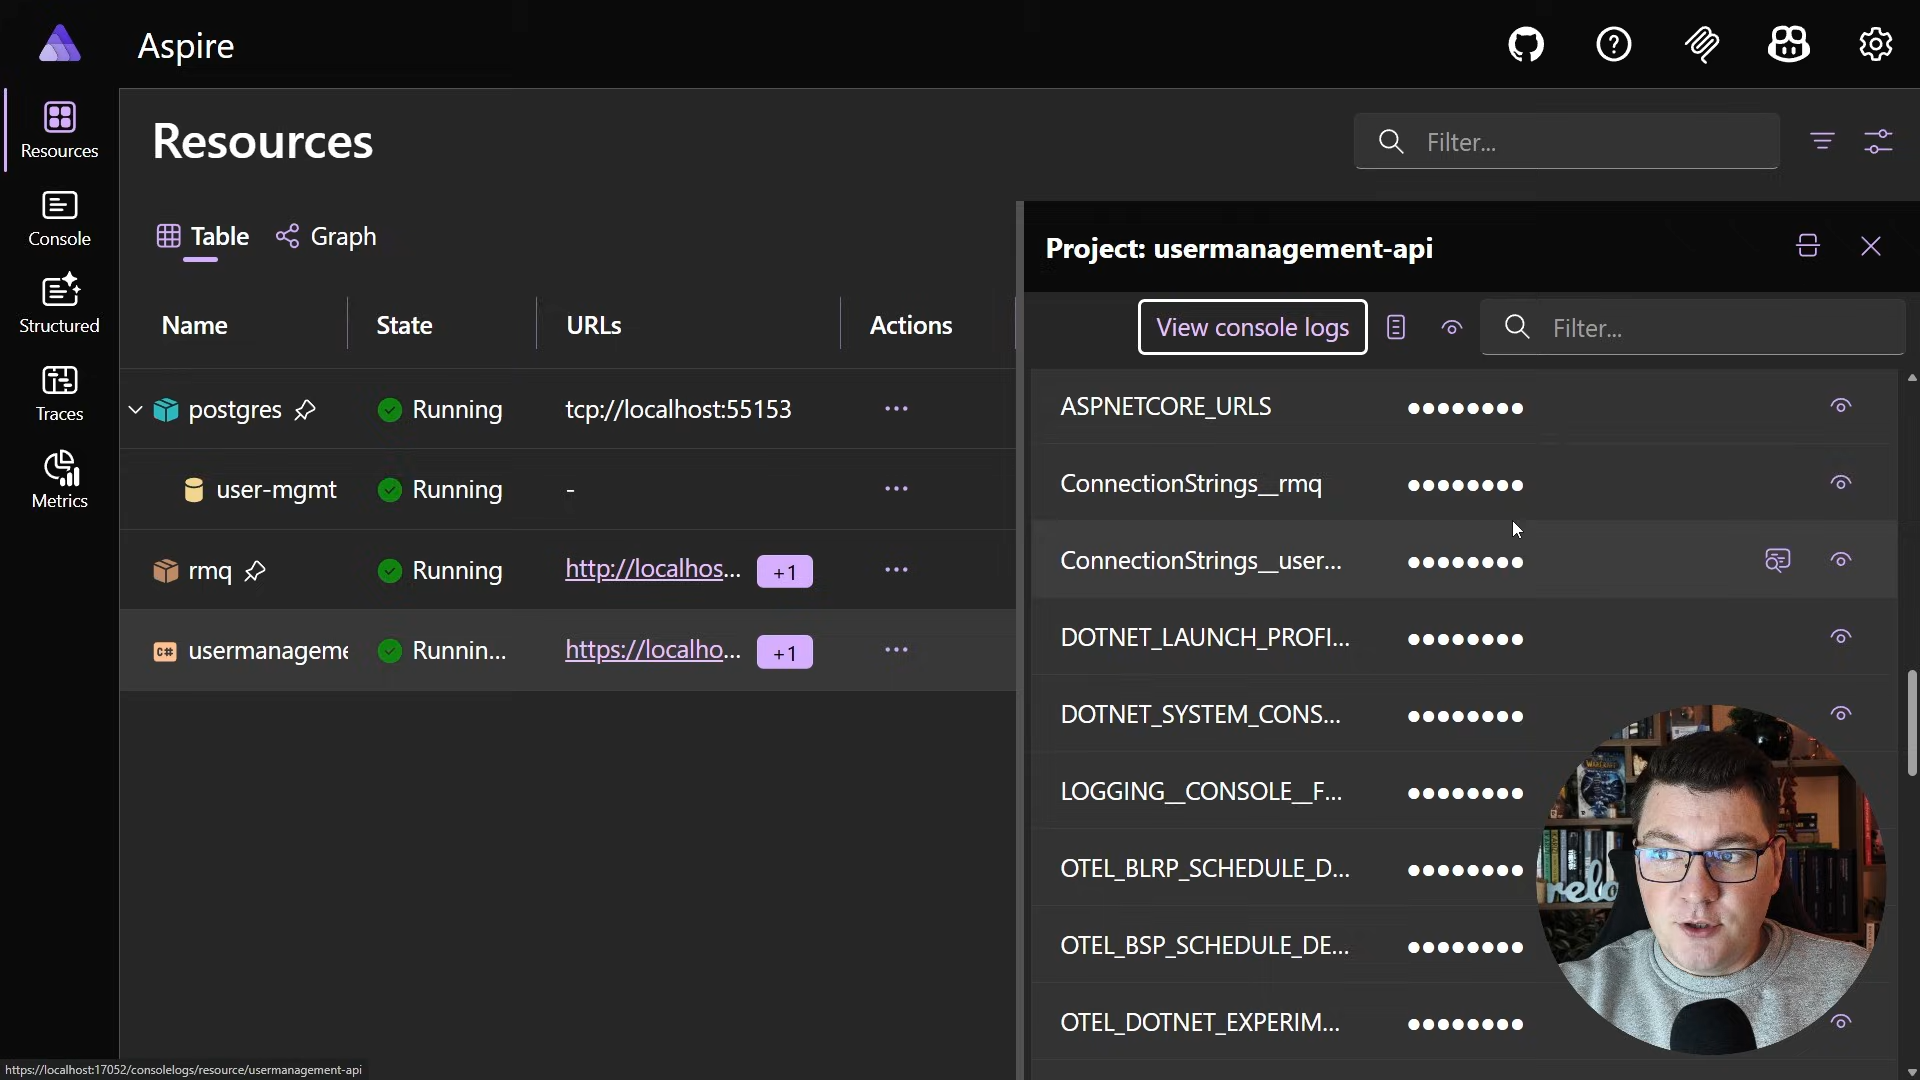 Aspire
Resources
Console
Structured
Traces
Metrics
Resources
Filter...
Table
Graph
Name
State
URLs
Actions
postgres
Running
tcp://localhost:55153
user-mgmt
Running
-
rmq
Running
http://localhos...
+1
C#
usermanageme
Runnin...
https://localho...
+1
Project: usermanagement-api
View console logs
Filter...
ASPNETCORE_URLS
ConnectionStrings__rmq
ConnectionStrings__user...
DOTNET_LAUNCH_PROFI...
DOTNET_SYSTEM_CONS...
LOGGING__CONSOLE__F...
OTEL_BLRP_SCHEDULE_D...
OTEL_BSP_SCHEDULE_DE...
OTEL_DOTNET_EXPERIM...
https://localhost:17052/consolelogs/resource/usermanagement-api